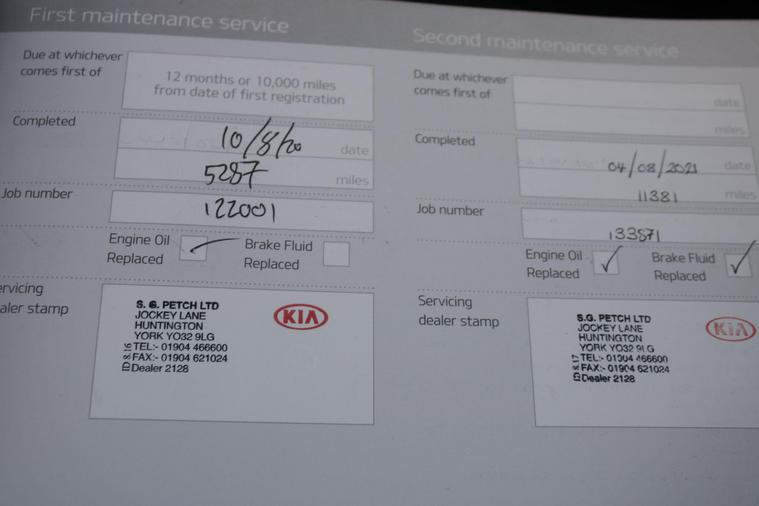 First maintenance service
Due at whichever
comes first of
12 months or 10,000 miles
from date of first registration
Completed
10/8/20 date
5287 miles
Job number
122001
Engine Oil
Replaced
Brake Fluid
Replaced
ervicing
aler stamp
S. G. PETCH LTD
JOCKEY LANE
HUNTINGTON
YORK YO32 9LG
TEL:- 01904 466600
FAX:- 01904 621024
Dealer 2128
KIA
Second maintenance service
Due at whichever
comes first of
date
miles
Completed
04/08/2021 date
11381 miles
Job number
133871
Engine Oil
Replaced
Brake Fluid
Replaced
Servicing
dealer stamp
S.G. PETCH LTD
JOCKEY LANE
HUNTINGTON
YORK YO32 9LG
TEL:- 01904 466600
FAX:- 01904 621024
Dealer 2128
KIA